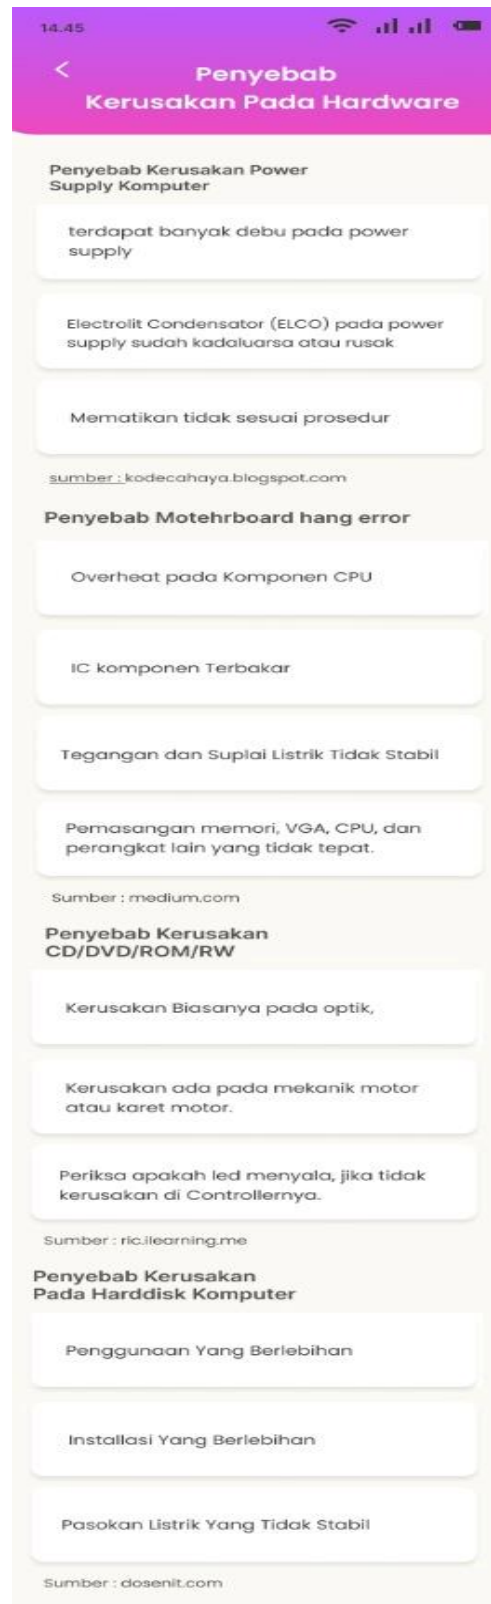 14.45
Penyebab
Kerusakan Pada Hardware
Penyebab Kerusakan Power
Supply Komputer
terdapat banyak debu pada power
supply
Electrolit Condensator (ELCO) pada power
supply sudah kadaluarsa atau rusak
Mematikan tidak sesuai prosedur
sumber : kodecahaya.blogspot.com
Penyebab Motehrboard hang error
Overheat pada Komponen CPU
IC komponen Terbakar
Tegangan dan Suplai Listrik Tidak Stabil
Pemasangan memori, VGA, CPU, dan
perangkat lain yang tidak tepat.
Sumber : medium.com
Penyebab Kerusakan
CD/DVD/ROM/RW
Kerusakan Biasanya pada optik,
Kerusakan ada pada mekanik motor
atau karet motor.
Periksa apakah led menyala, jika tidak
kerusakan di Controllernya.
Sumber : ric.ilearning.me
Penyebab Kerusakan
Pada Harddisk Komputer
Penggunaan Yang Berlebihan
Installasi Yang Berlebihan
Pasokan Listrik Yang Tidak Stabil
Sumber : dosenit.com